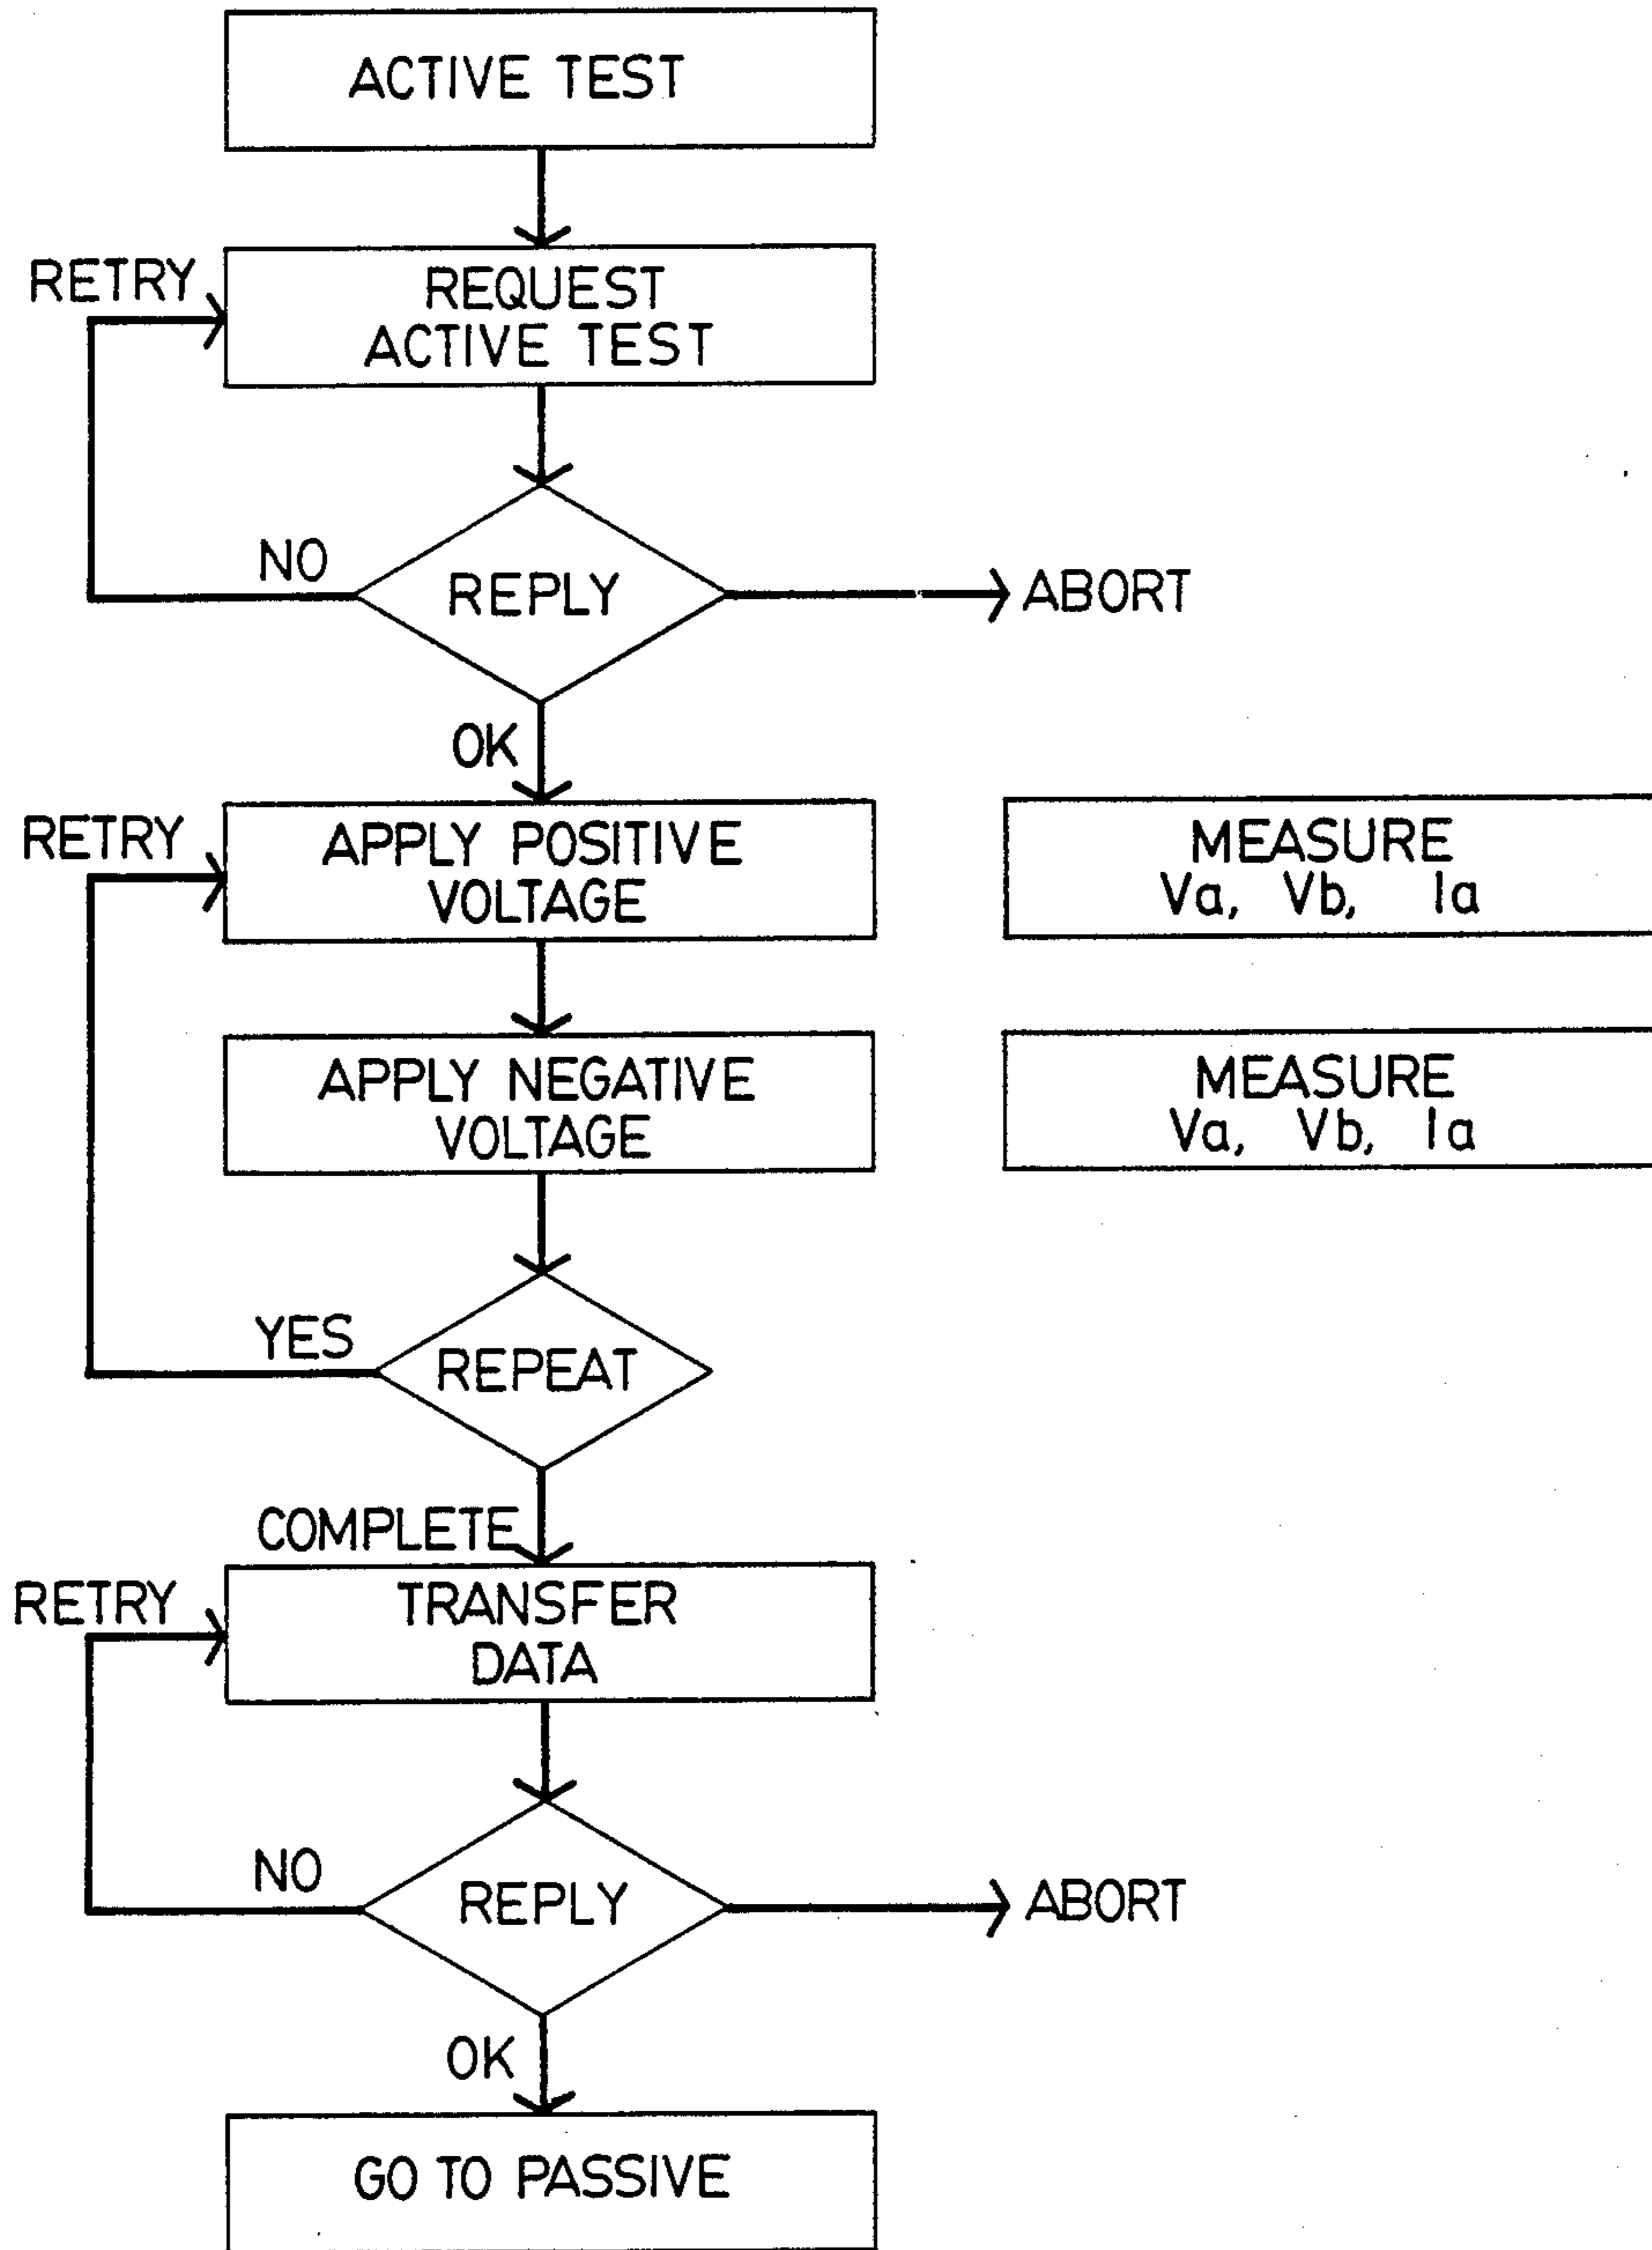 ACTIVE TEST
RETRY
REQUEST
ACTIVE TEST
NO
REPLY
ABORT
OK
RETRY
APPLY POSITIVE
VOLTAGE
MEASURE
Va, Vb, Ia
APPLY NEGATIVE
VOLTAGE
MEASURE
Va, Vb, Ia
YES
REPEAT
COMPLETE
RETRY
TRANSFER
DATA
NO
REPLY
ABORT
OK
GO TO PASSIVE